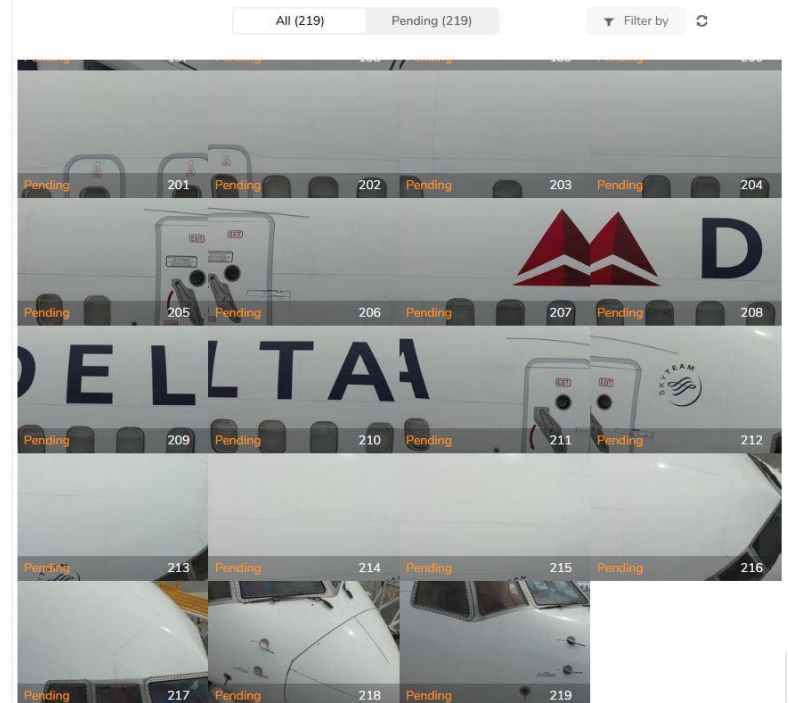 All (219) Pending (219) Filter by
Pending 201 Pending 202 Pending 203 Pending 204
EXIT EXIT
Pending 205 Pending 206 Pending 207 Pending 208
D
Pending 209 Pending 210 Pending 211 Pending 212
D E L L T A A
EXIT EXIT
SKYTEAM
Pending 213 Pending 214 Pending 215 Pending 216
Pending 217 Pending 218 Pending 219